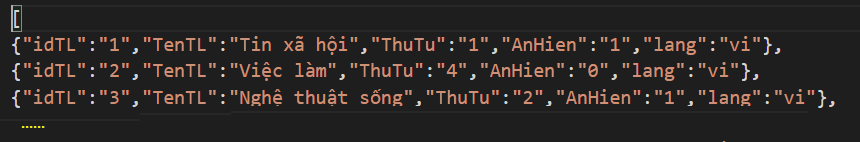 [
{"idTL":"1","TenTL":"Tin xã hội","ThuTu":"1","AnHien":"1","lang":"vi"},
{"idTL":"2","TenTL":"Việc làm","ThuTu":"4","AnHien":"0","lang":"vi"},
{"idTL":"3","TenTL":"Nghệ thuật sống","ThuTu":"2","AnHien":"1","lang":"vi"},
......